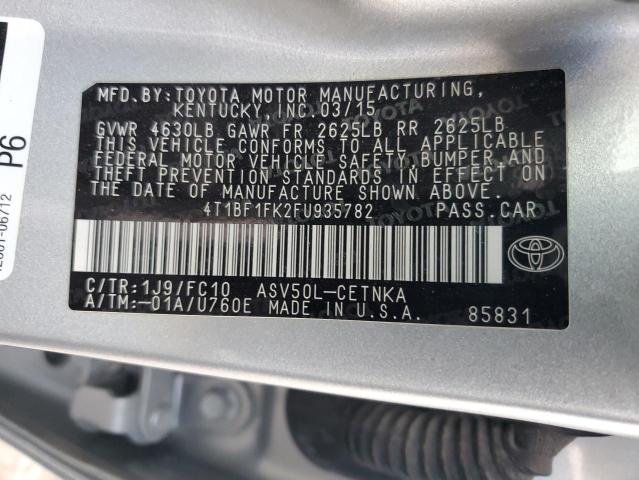 MFD.BY:TOYOTA MOTOR MANUFACTURING,
KENTUCKY, INC.03/15
GVWR 4630LB GAWR FR 2625LB RR 2625LB
THIS VEHICLE CONFORMS TO ALL APPLICABLE
FEDERAL MOTOR VEHICLE SAFETY, BUMPER, AND
THEFT PREVENTION STANDARDS IN EFFECT ON
THE DATE OF MANUFACTURE SHOWN ABOVE.
4T1BF1FK2FU935782 PASS.CAR
C/TR:1J9/FC10 ASV50L-CETNKA
A/TM:-01A/U760E MADE IN U.S.A. 85831
P6